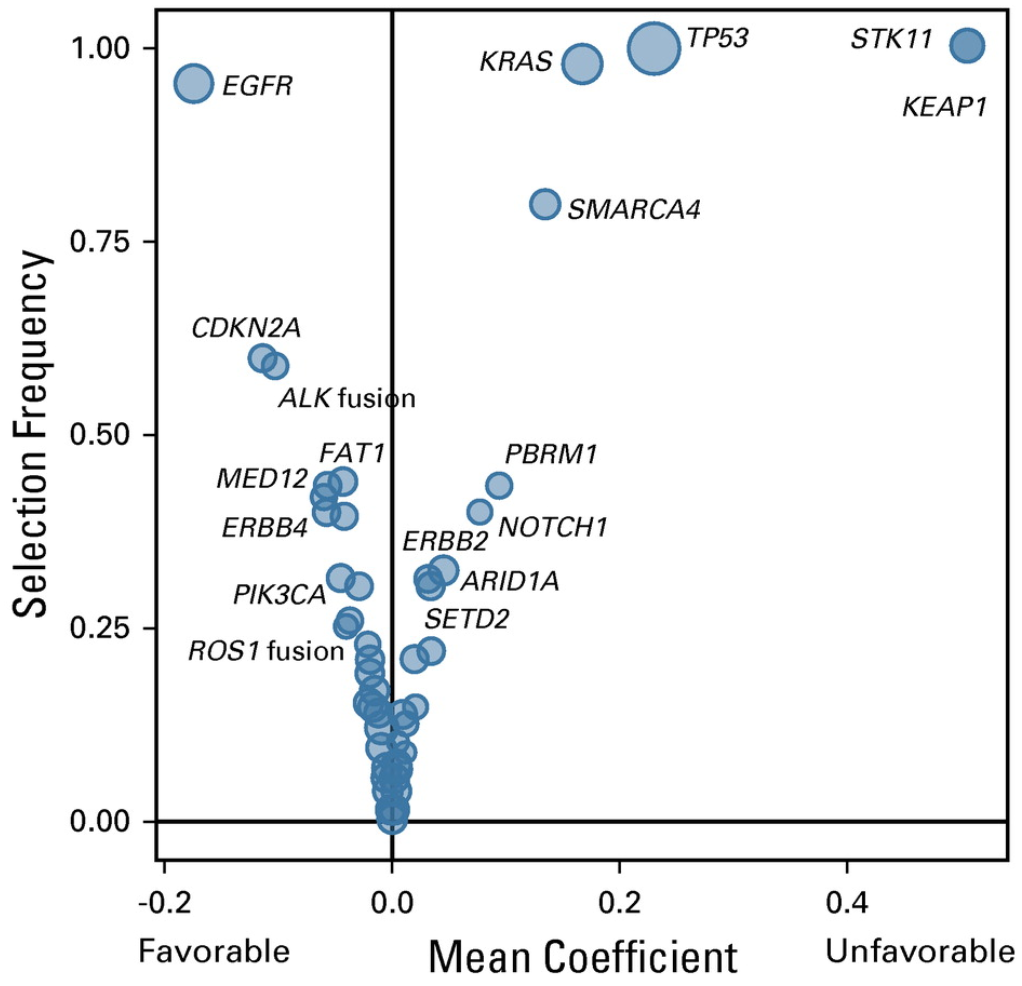 1.00
0.75
0.50
0.25
0.00
Selection Frequency
EGFR
KRAS
TP53
STK11
KEAP1
SMARCA4
CDKN2A
ALK fusion
FAT1
MED12
ERBB4
PBRM1
NOTCH1
ERBB2
ARID1A
PIK3CA
SETD2
ROS1 fusion
-0.2
0.0
0.2
0.4
Favorable
Mean Coefficient
Unfavorable